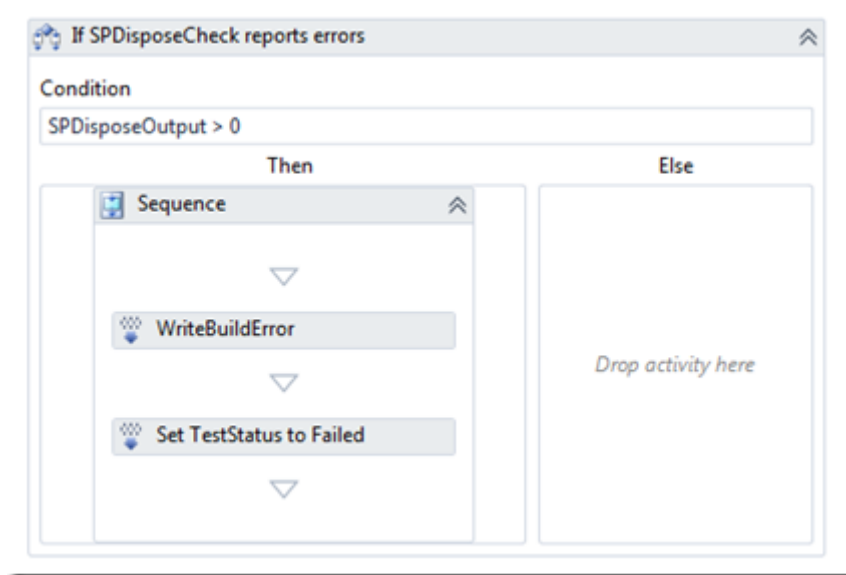 If SPDisposeCheck reports errors
Condition
SPDisposeOutput > 0
Then
Else
Sequence
WriteBuildError
Drop activity here
Set TestStatus to Failed